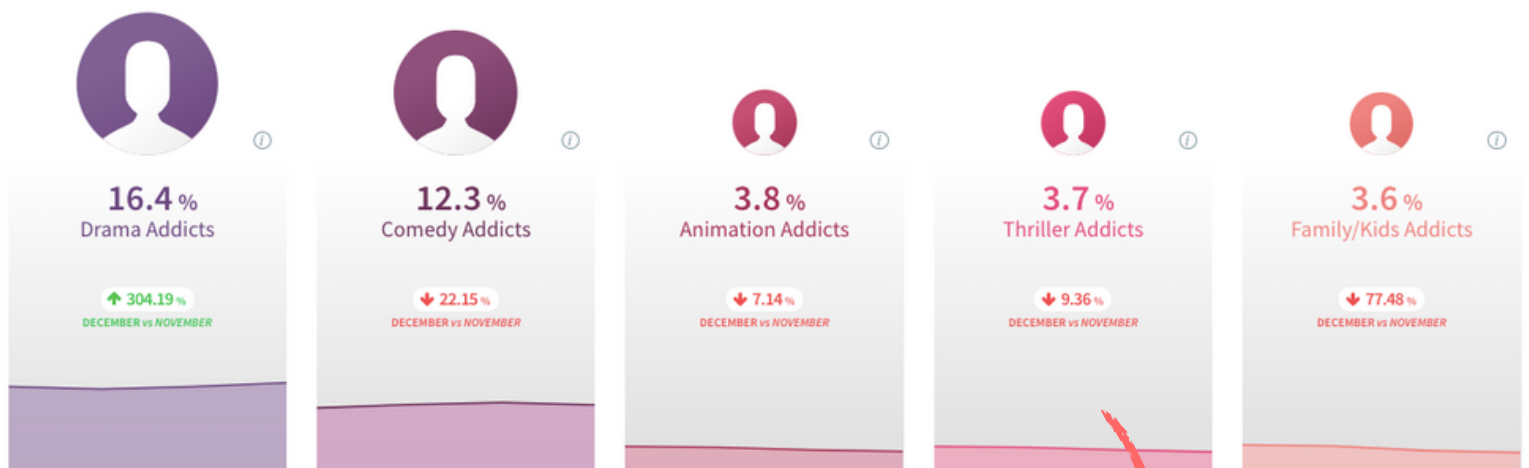 16.4 %
Drama Addicts
304.19 %
DECEMBER vs NOVEMBER
12.3 %
Comedy Addicts
22.15 %
DECEMBER vs NOVEMBER
3.8 %
Animation Addicts
7.14 %
DECEMBER vs NOVEMBER
3.7 %
Thriller Addicts
9.36 %
DECEMBER vs NOVEMBER
3.6 %
Family/Kids Addicts
77.48 %
DECEMBER vs NOVEMBER